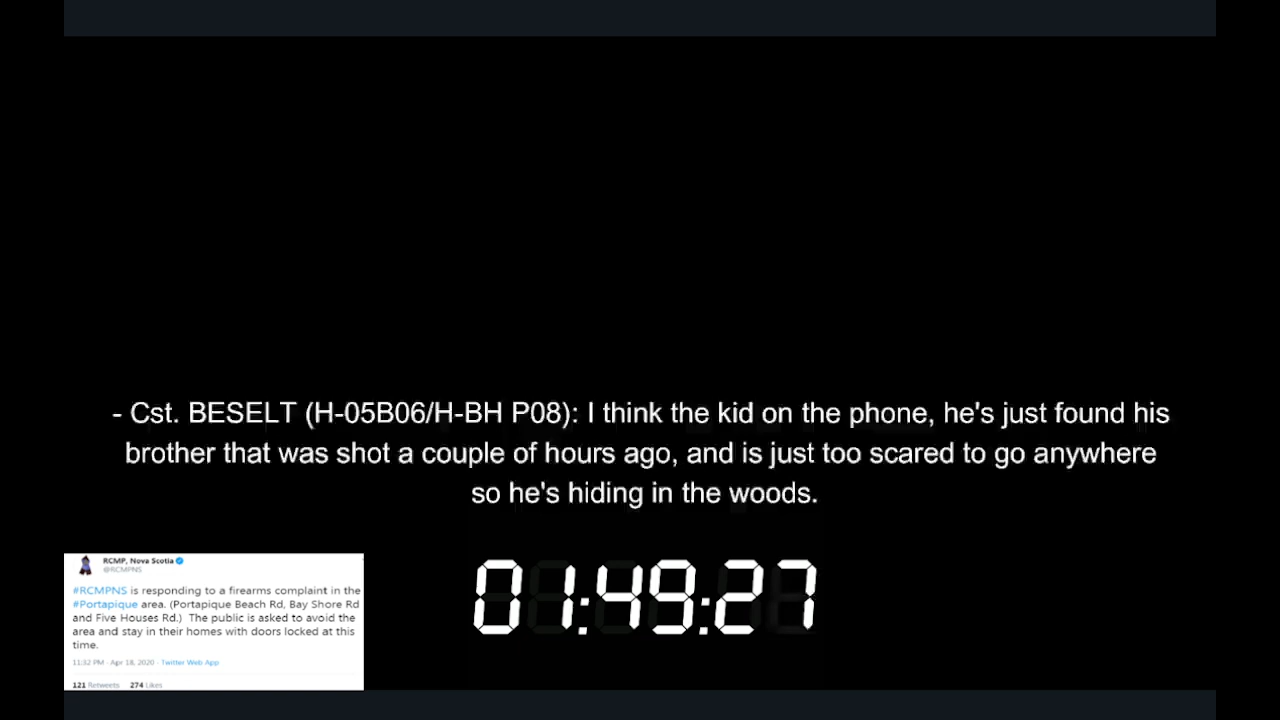 - Cst. BESELT (H-05B06/H-BH P08): I think the kid on the phone, he's just found his
brother that was shot a couple of hours ago, and is just too scared to go anywhere
so he's hiding in the woods.
RCMP, Nova Scotia
@RCMPNS
#RCMPNS is responding to a firearms complaint in the
#Portapique area. (Portapique Beach Rd, Bay Shore Rd
and Five Houses Rd.) The public is asked to avoid the
area and stay in their homes with doors locked at this
time.
11:32 PM - Apr 18, 2020 - Twitter Web App
121 Retweets 274 Likes
01:49:27